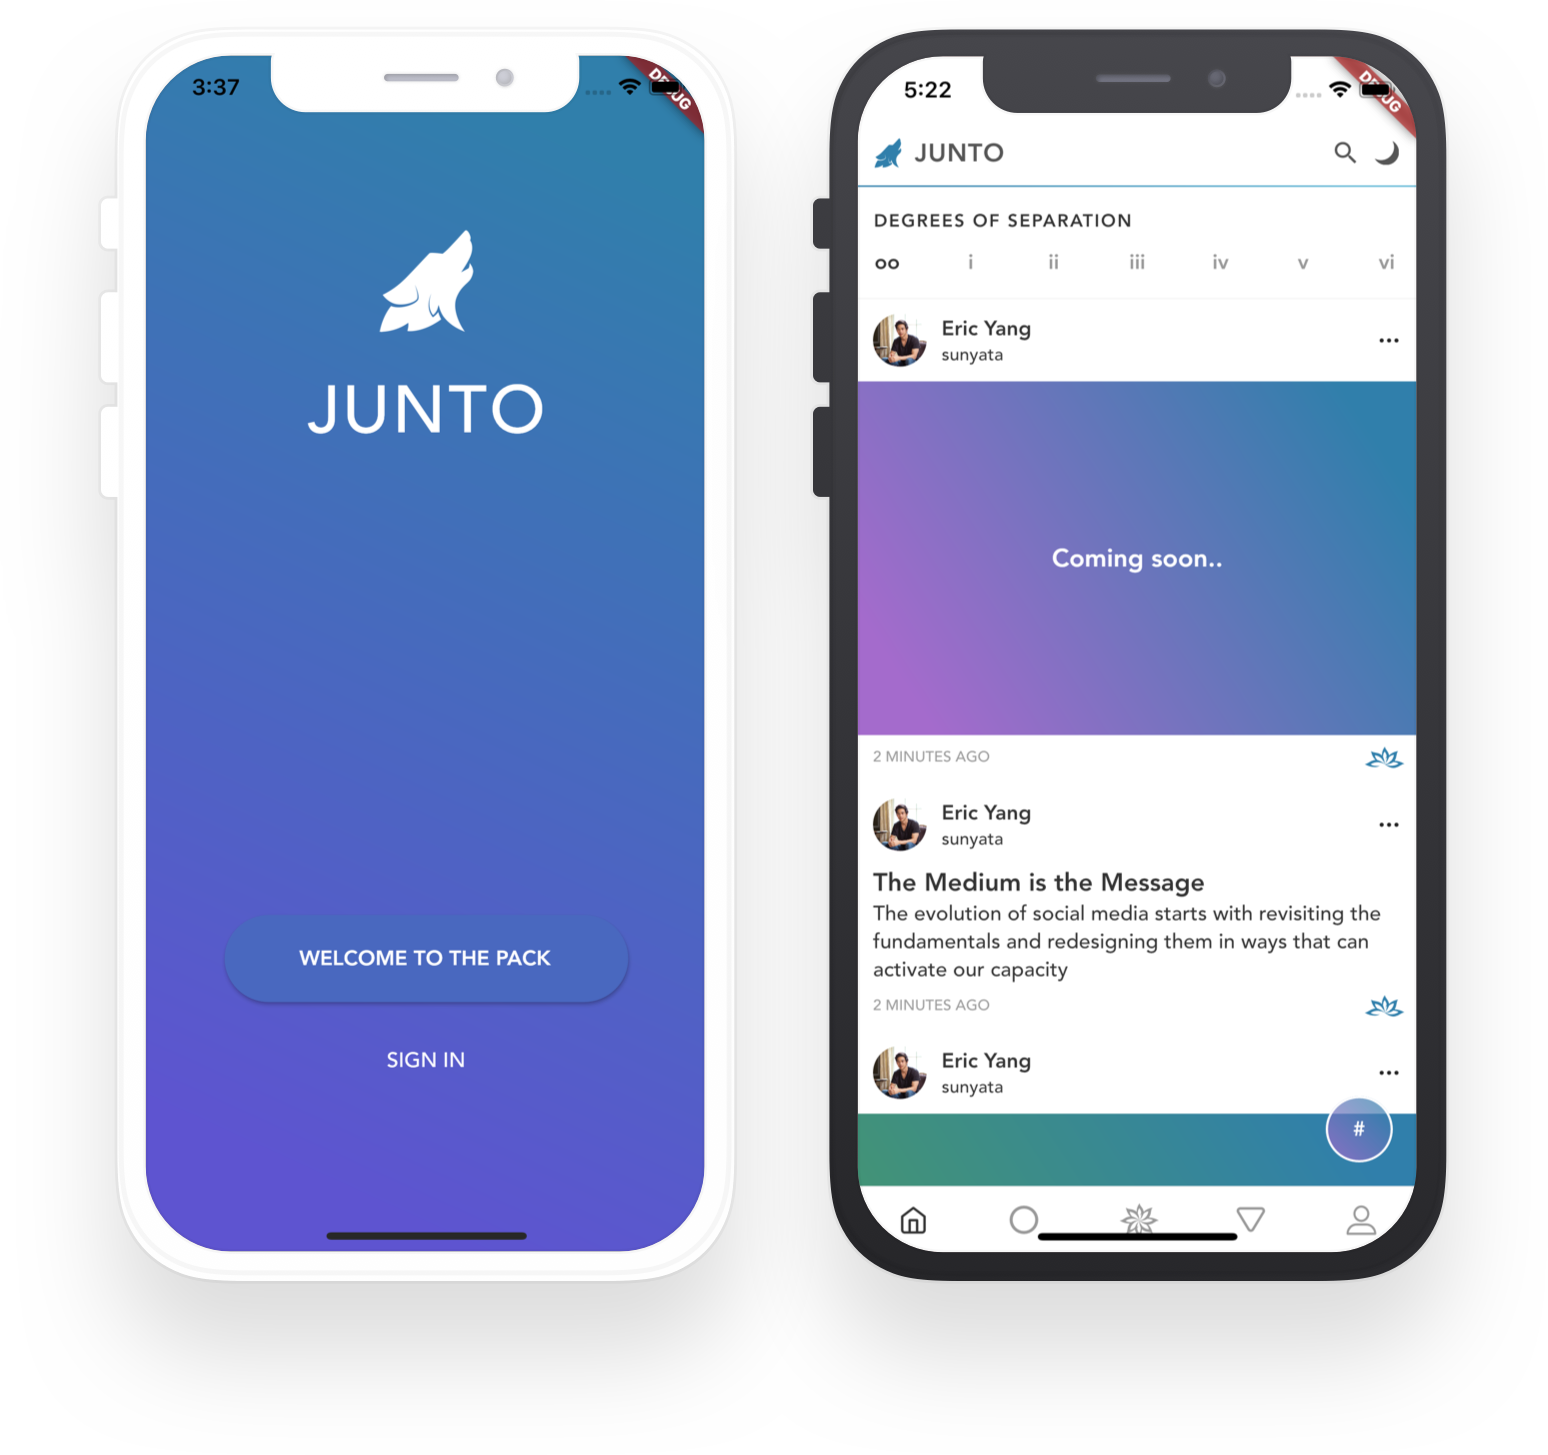 3:37
DEBUG
JUNTO
WELCOME TO THE PACK
SIGN IN
5:22
DEBUG
JUNTO
DEGREES OF SEPARATION
oo i ii iii iv v vi
Eric Yang
sunyata
Coming soon..
2 MINUTES AGO
Eric Yang
sunyata
The Medium is the Message
The evolution of social media starts with revisiting the
fundamentals and redesigning them in ways that can
activate our capacity
2 MINUTES AGO
Eric Yang
sunyata
#